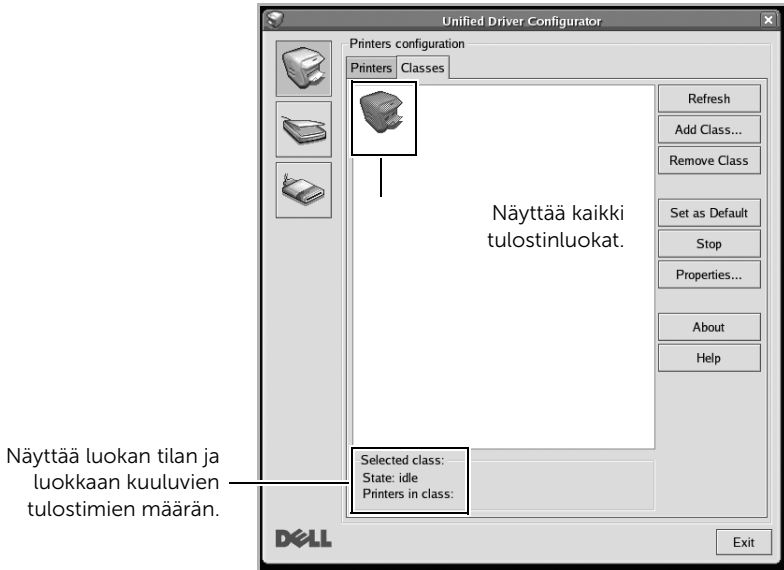 Unified Driver Configurator
Printers configuration
Printers Classes
Refresh
Add Class...
Remove Class
Näyttää kaikki
tulostinluokat.
Set as Default
Stop
Properties...
About
Help
Näyttää luokan tilan ja
luokkaan kuuluvien
tulostimien määrän.
Selected class:
State: idle
Printers in class:
DELL
Exit